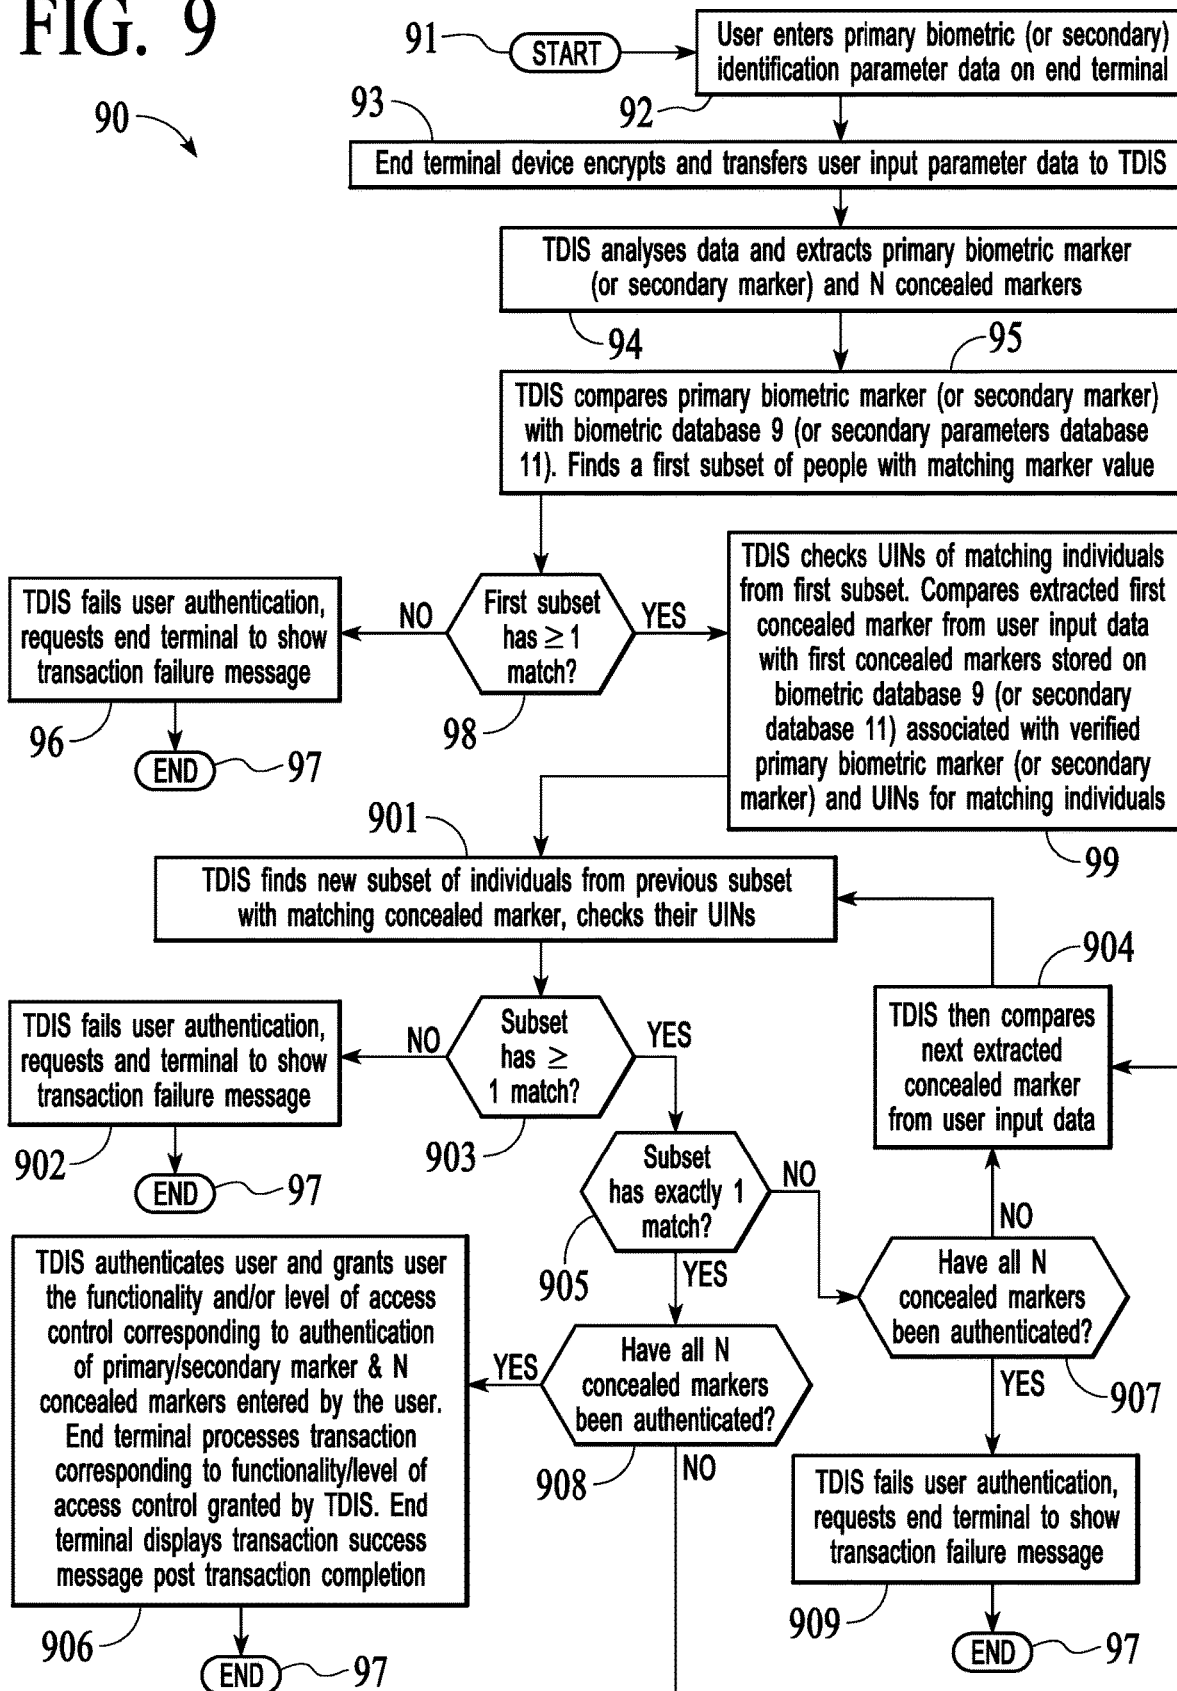 FIG. 9
90
91
START
User enters primary biometric (or secondary)
identification parameter data on end terminal
92
93
End terminal device encrypts and transfers user input parameter data to TDIS
TDIS analyses data and extracts primary biometric marker
(or secondary marker) and N concealed markers
94
95
TDIS compares primary biometric marker (or secondary marker)
with biometric database 9 (or secondary parameters database
11). Finds a first subset of people with matching marker value
First subset
has ≥ 1
match?
98
NO
YES
TDIS fails user authentication,
requests end terminal to show
transaction failure message
96
END
97
TDIS checks UINs of matching individuals
from first subset. Compares extracted first
concealed marker from user input data
with first concealed markers stored on
biometric database 9 (or secondary
database 11) associated with verified
primary biometric marker (or secondary
marker) and UINs for matching individuals
99
901
TDIS finds new subset of individuals from previous subset
with matching concealed marker, checks their UINs
Subset
has ≥
1 match?
903
NO
YES
TDIS fails user authentication,
requests and terminal to show
transaction failure message
902
END
97
904
TDIS then compares
next extracted
concealed marker
from user input data
Subset
has exactly 1
match?
905
NO
YES
NO
Have all N
concealed markers
been authenticated?
907
YES
Have all N
concealed markers
been authenticated?
908
YES
NO
TDIS authenticates user and grants user
the functionality and/or level of access
control corresponding to authentication
of primary/secondary marker & N
concealed markers entered by the user.
End terminal processes transaction
corresponding to functionality/level of
access control granted by TDIS. End
terminal displays transaction success
message post transaction completion
906
END
97
TDIS fails user authentication,
requests end terminal to show
transaction failure message
909
END
97